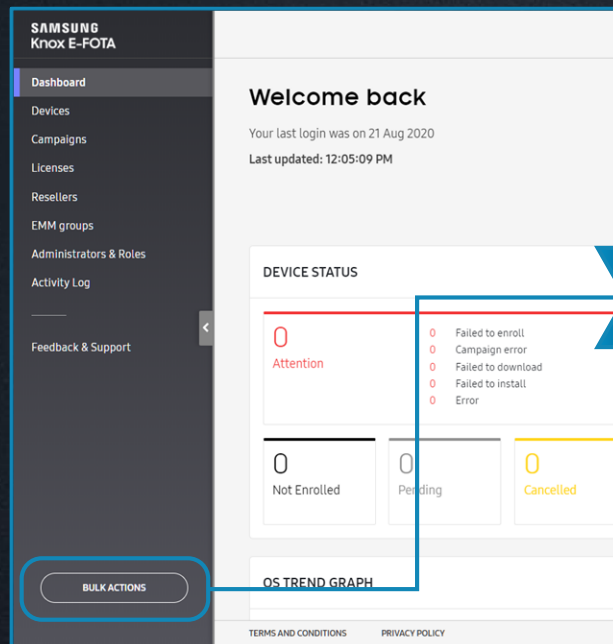 SAMSUNG
Knox E-FOTA
Dashboard
Devices
Campaigns
Licenses
Resellers
EMM groups
Administrators & Roles
Activity Log
Feedback & Support
BULK ACTIONS
Welcome back
Your last login was on 21 Aug 2020
Last updated: 12:05:09 PM
DEVICE STATUS
0
Attention
0 Failed to enroll
0 Campaign error
0 Failed to download
0 Failed to install
0 Error
0
Not Enrolled
0
Pending
0
Cancelled
OS TREND GRAPH
TERMS AND CONDITIONS PRIVACY POLICY